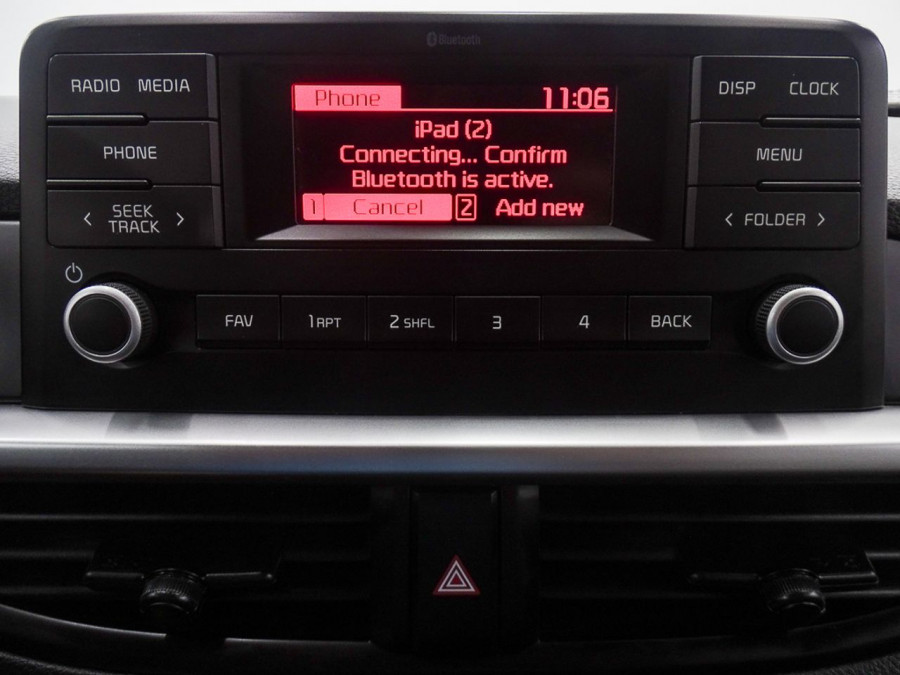 Bluetooth
RADIO MEDIA
PHONE
SEEK
TRACK
Phone 11:06
iPad (2)
Connecting... Confirm
Bluetooth is active.
1 Cancel 2 Add new
DISP CLOCK
MENU
FOLDER
FAV 1 RPT 2 SHFL 3 4 BACK